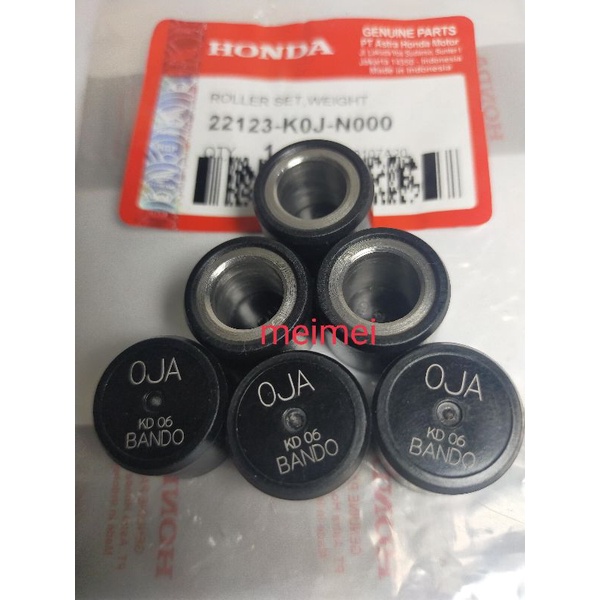 HONDA
GENUINE PARTS
PT Astra Honda Motor
Jakarta
Made in Indonesia
ROLLER SET, WEIGHT
22123-K0J-N000
QTY 1
meimei
OJA
KD 06
BANDO
OJA
KD 06
BANDO
OJA
KD 06
BANDO